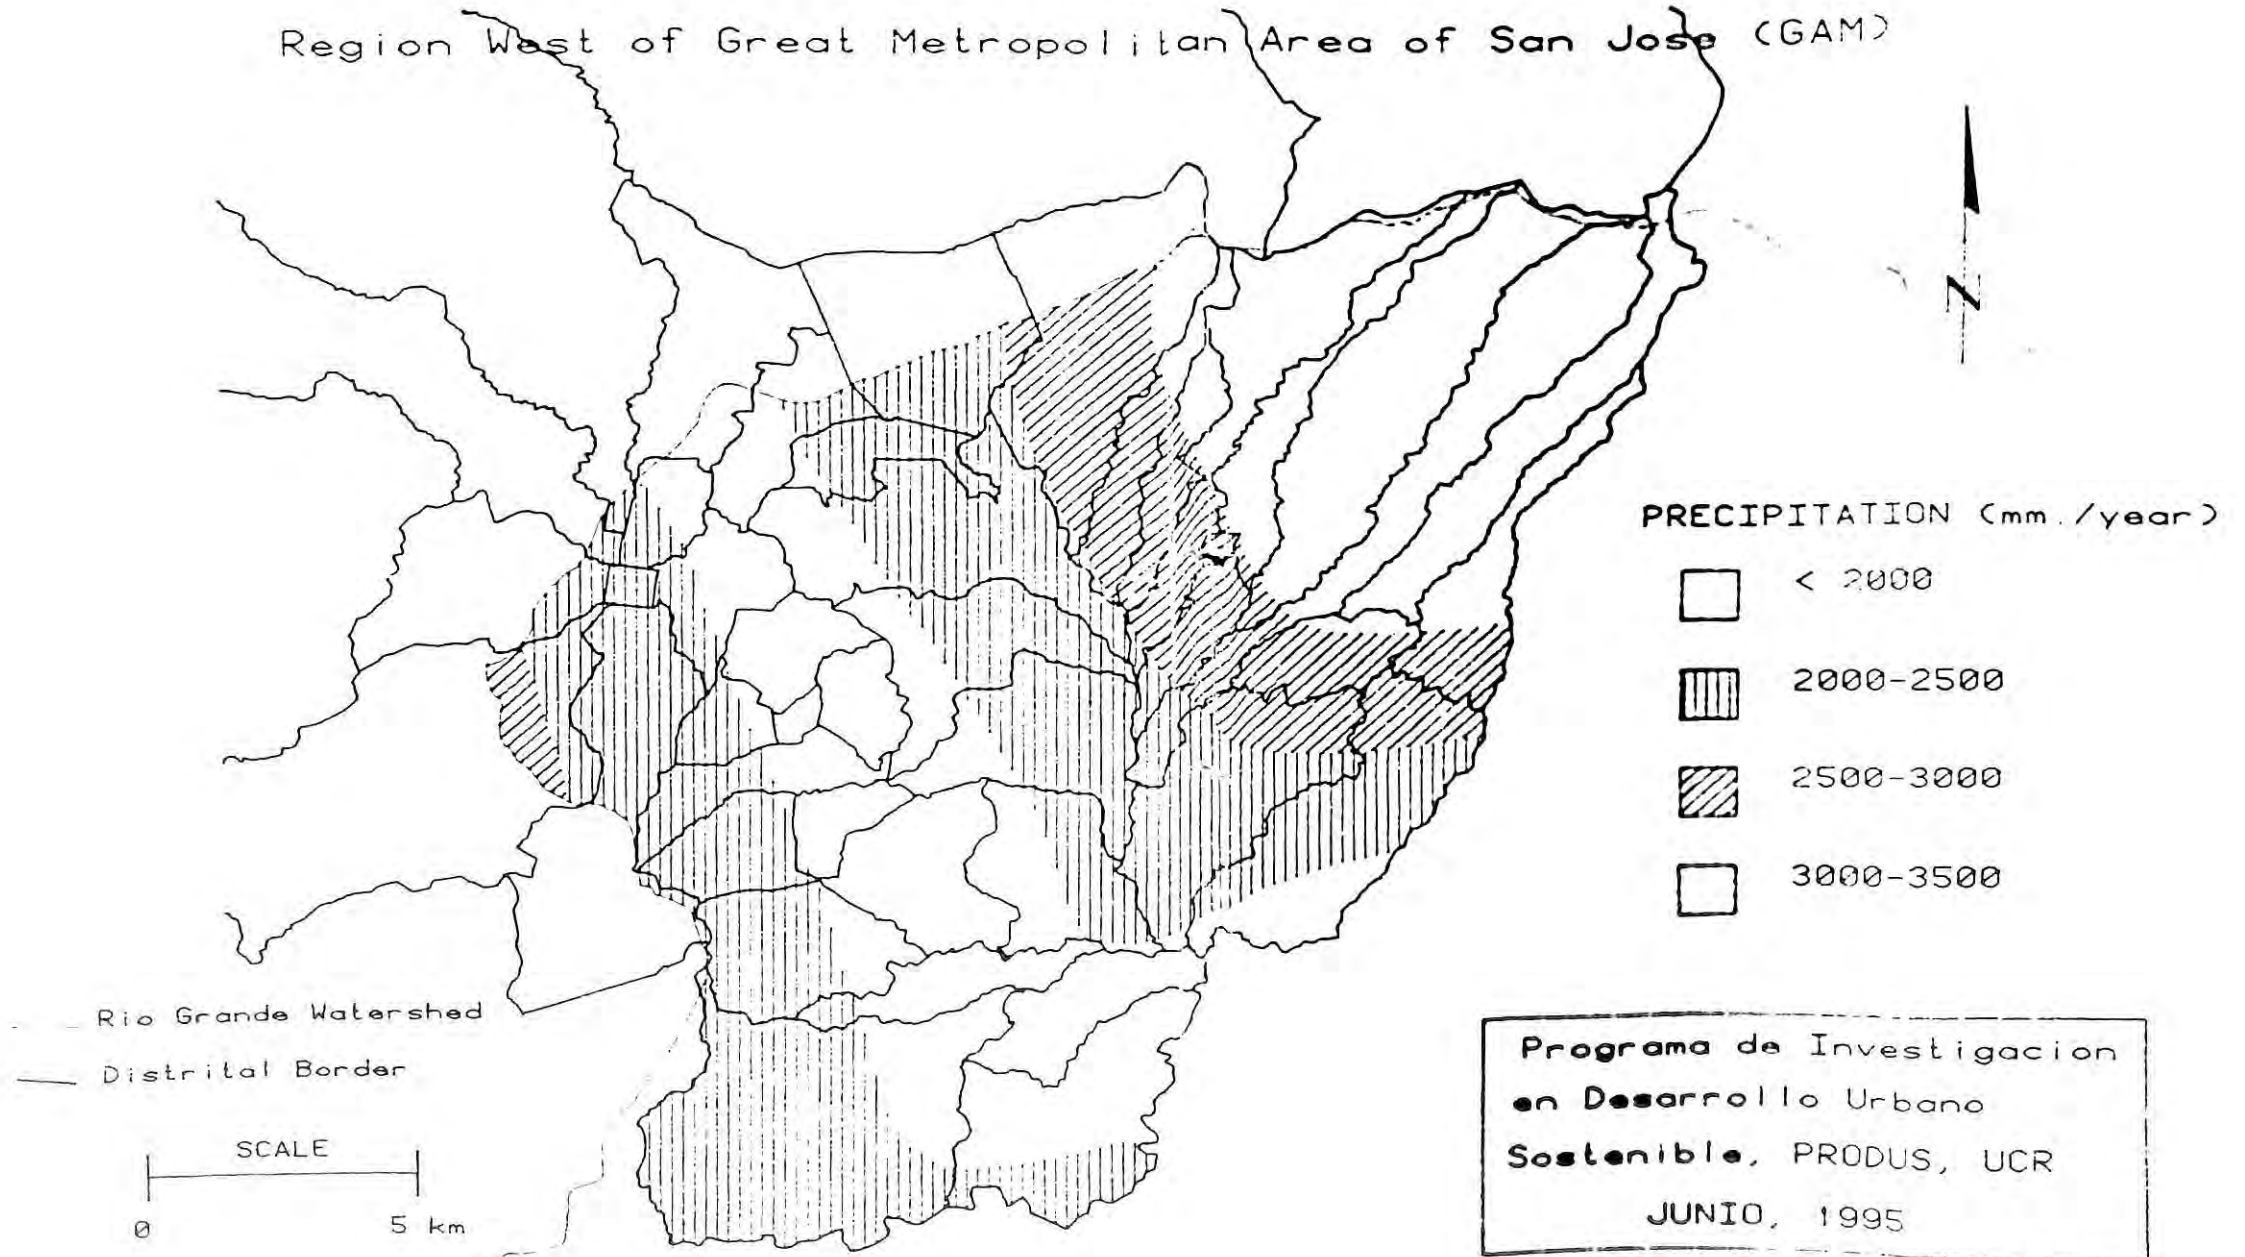 Region West of Great Metropolitan Area of San Jose (GAM)
N
PRECIPITATION (mm./year)
< 2000
2000-2500
2500-3000
3000-3500
Rio Grande Watershed
Distrital Border
SCALE
0 5 km
Programa de Investigacion
en Desarrollo Urbano
Sostenible, PRODUS, UCR
JUNIO, 1995